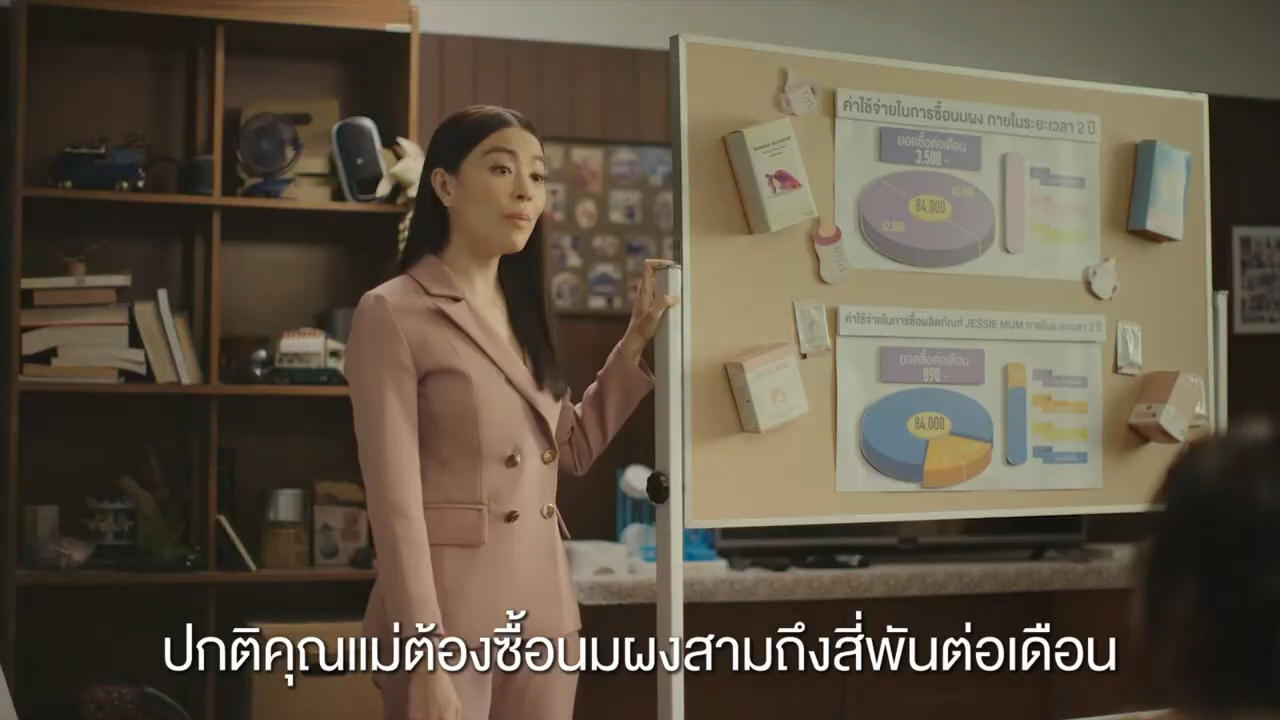 ค่าใช้จ่ายในการซื้อนมผง ภายในระยะเวลา 2 ปี
ยอดซื้อต่อเดือน
3,500.-
84,000
42,000
42,000
ค่าใช้จ่ายในการซื้อผลิตภัณฑ์ JESSIE MUM ภายในระยะเวลา 2 ปี
ยอดซื้อต่อเดือน
890.-
84,000
ปกติคุณแม่ต้องซื้อนมผงสามถึงสี่พันต่อเดือน